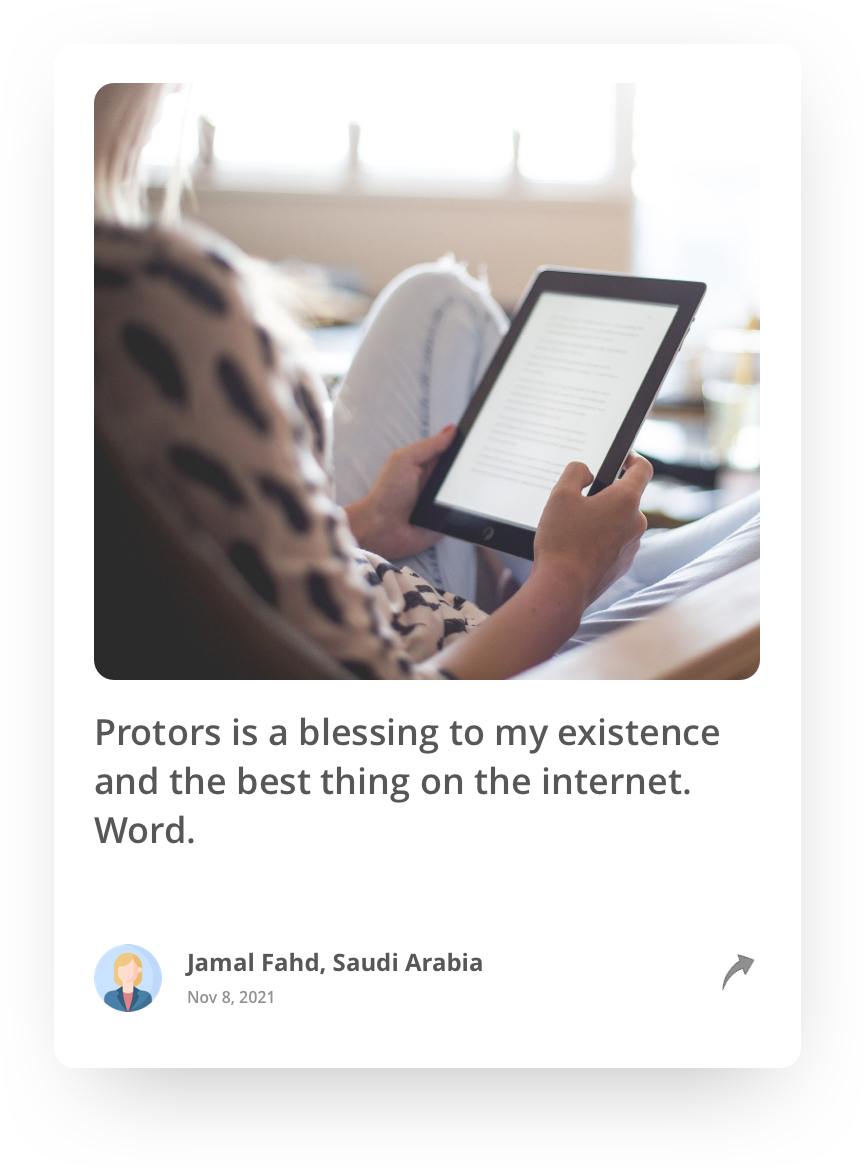 Protors is a blessing to my existence
and the best thing on the internet.
Word.
Jamal Fahd, Saudi Arabia
Nov 8, 2021